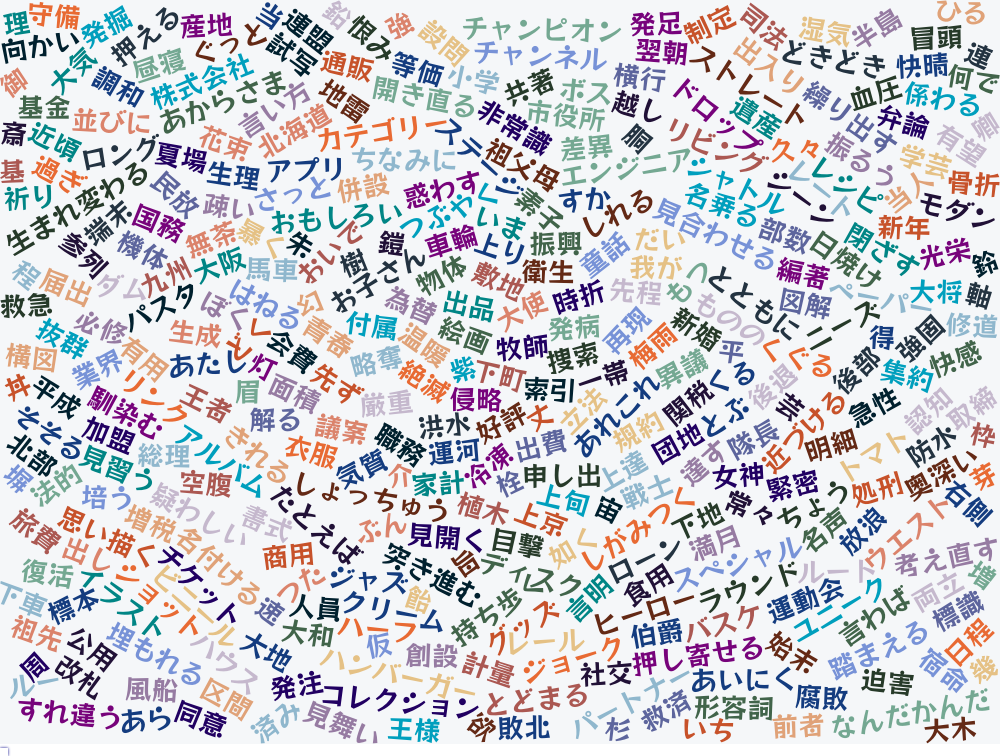 理
守備
発掘
押える
産地
当
連盟
鉛
恨み
強
設問
チャンピオン
発足
制定
司法
湿気
半島
ひる
冒頭
連
向かい
ぐっと
試写
チャンネル
翌朝
出入り
どきどき
快晴
何で
御
大気
調和
昼寝
株式会社
通販
等価
小学
共著
ボス
横行
ストレート
繰り出す
血圧
係わる
基金
並びに
あからさま
言い方
地雷
開き直る
非常識
市役所
越し
ドロップ
遺産
弁論
有望
卿
斎
近頃
ロング
花束
北海道
カテゴリー
ステージ
祖父母
差異
胴
リビング
久々
振るう
学芸
基
過ぎ
夏場
生理
アプリ
ちなみに
エンジニア
シャトル
レース
シーン
レシピ
当人
骨折
祈り
生まれ変わる
民放
疎い
さっと
併設
惑わす
つぶやく
いま
素子
すか
しれる
名乗る
モダン
端末
国務
おもしろい
見合わせる
部数
日焼け
閉ざす
新年
参列
機体
無茶
暴く
朱
おい
樹
鎧
車輪
上り
振興
童話
だい
光栄
鈴
程
届出
ダム
九州
大阪
馬車
お子さん
物体
敷地
衛生
我が
もつ
とともに
編著
図解
ペーパー
大将
軸
救急
パスタ
ぼく
はねる
幻
為替
出品
大使
時折
先程
ものの
ニーズ
得
強固
修道
抜群
必修
生成
会費
青春
付属
温暖
絵画
牧師
発病
再現
新婚
平
くぐる
構図
業界
有用
あたし
灯
略奪
絶滅
紫
下町
捜索
梅雨
異議
後部
集約
快感
丼
平成
馴染む
リンク
王者
眉
面積
先ず
厳重
侵略
索引
一帯
あれこれ
関税
くる
後退
芸
近づける
急性
認知
取締
そそる
加盟
アルバム
きれる
解る
議案
洪水
好評
丈
立法
規約
団地
とぶ
隊長
明細
トマト
防水
枠
北部
見習う
総理
衣服
気質
職務
運河
冷凍
出費
上達
達す
女神
緊密
処刑
奥深い
芽
塀
法的
培う
疑わしい
空腹
書式
しょっちゅう
介
家計
栓
申し出
戦士
常々
ちょう
名声
放浪
右側
旅費
思い描く
増税
たとえば
ぶん
見開く
植木
上京
上旬
宙
しがみつく
下地
満月
ウエスト
考え直す
出し
チケット
名付ける
商用
突き進む
目撃
如く
ローン
スペシャル
ルート
両立
増
復活
イラスト
ショット
ビール
速
った
ジャズ
クリーム
飴
ディスク
言明
食用
ラウンド
運動会
ユニーク
言わば
標識
下車
標本
人員
持ち歩
グッズ
ヒーロー
バスケ
祖先
公用
埋もれる
ハウス
大地
大和
ハーフ
仮
創設
レール
ジョーク
伯爵
押し寄せる
始末
踏まえる
宿命
日程
ルー
改札
風船
区間
ハンバーガー
計量
社交
あいにく
迫害
幾
すれ違う
あら
同意
発注
コレクション
とどまる
パートナー
救済
形容詞
腐敗
済み
見舞い
王様
欲
敗北
杉
いち
前者
なんだかんだ
大木